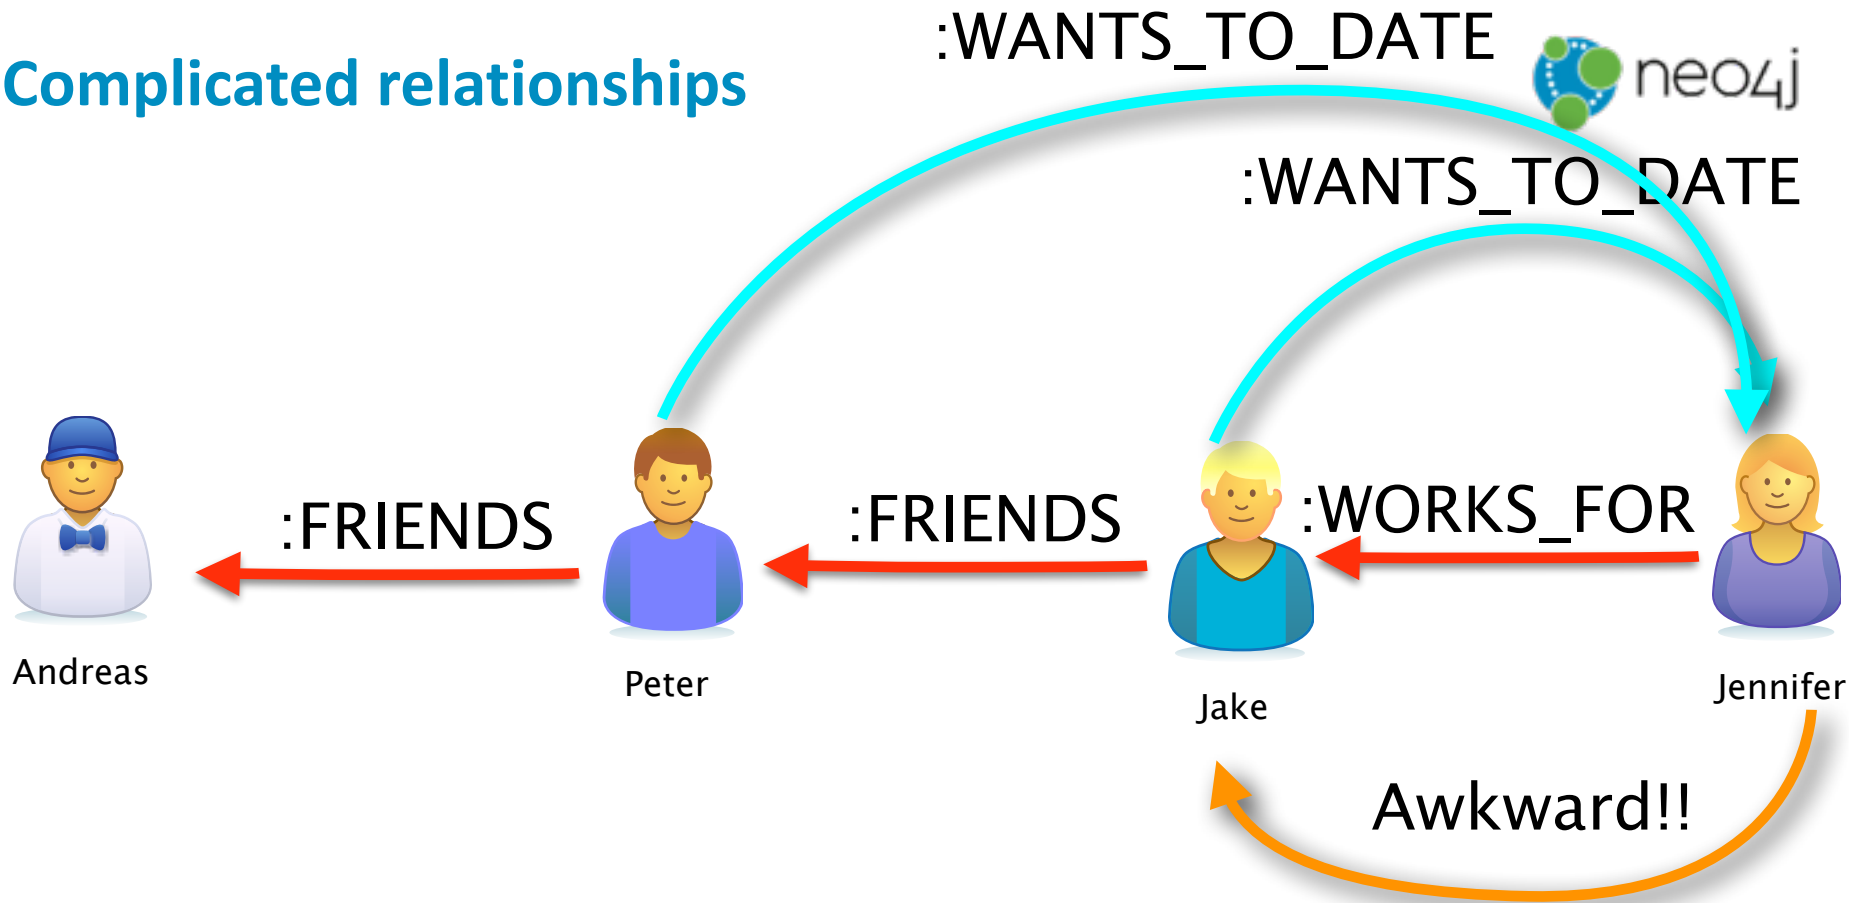 :WANTS_TO_DATE
Complicated relationships
neo4j
:WANTS_TO_DATE
:FRIENDS
:FRIENDS
:WORKS_FOR
Andreas
Peter
Jake
Jennifer
Awkward!!